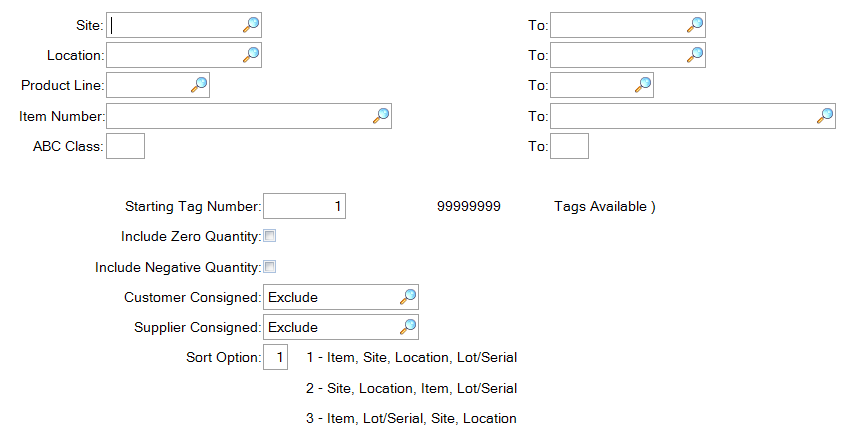 Site: To:
Location: To:
Product Line: To:
Item Number: To:
ABC Class: To:
Starting Tag Number: 1 99999999 Tags Available )
Include Zero Quantity:
Include Negative Quantity:
Customer Consigned: Exclude
Supplier Consigned: Exclude
Sort Option: 1 1 - Item, Site, Location, Lot/Serial
2 - Site, Location, Item, Lot/Serial
3 - Item, Lot/Serial, Site, Location